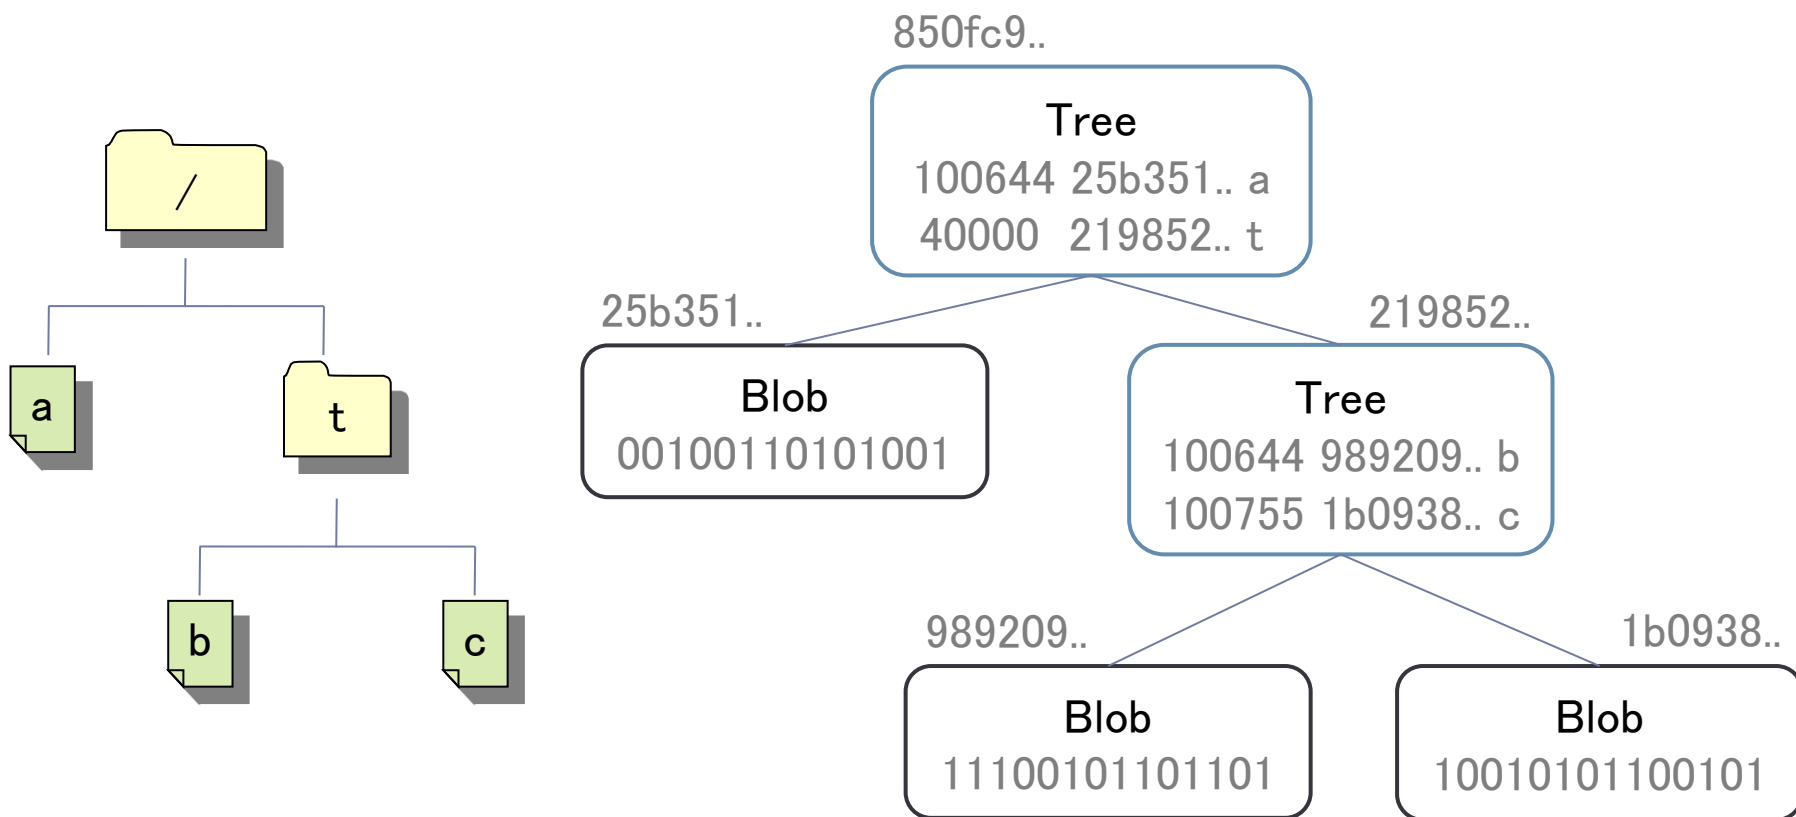 /
a
t
b
c
850fc9..
Tree
100644 25b351.. a
40000 219852.. t
25b351..
Blob
00100110101001
219852..
Tree
100644 989209.. b
100755 1b0938.. c
989209..
Blob
11100101101101
1b0938..
Blob
10010101100101